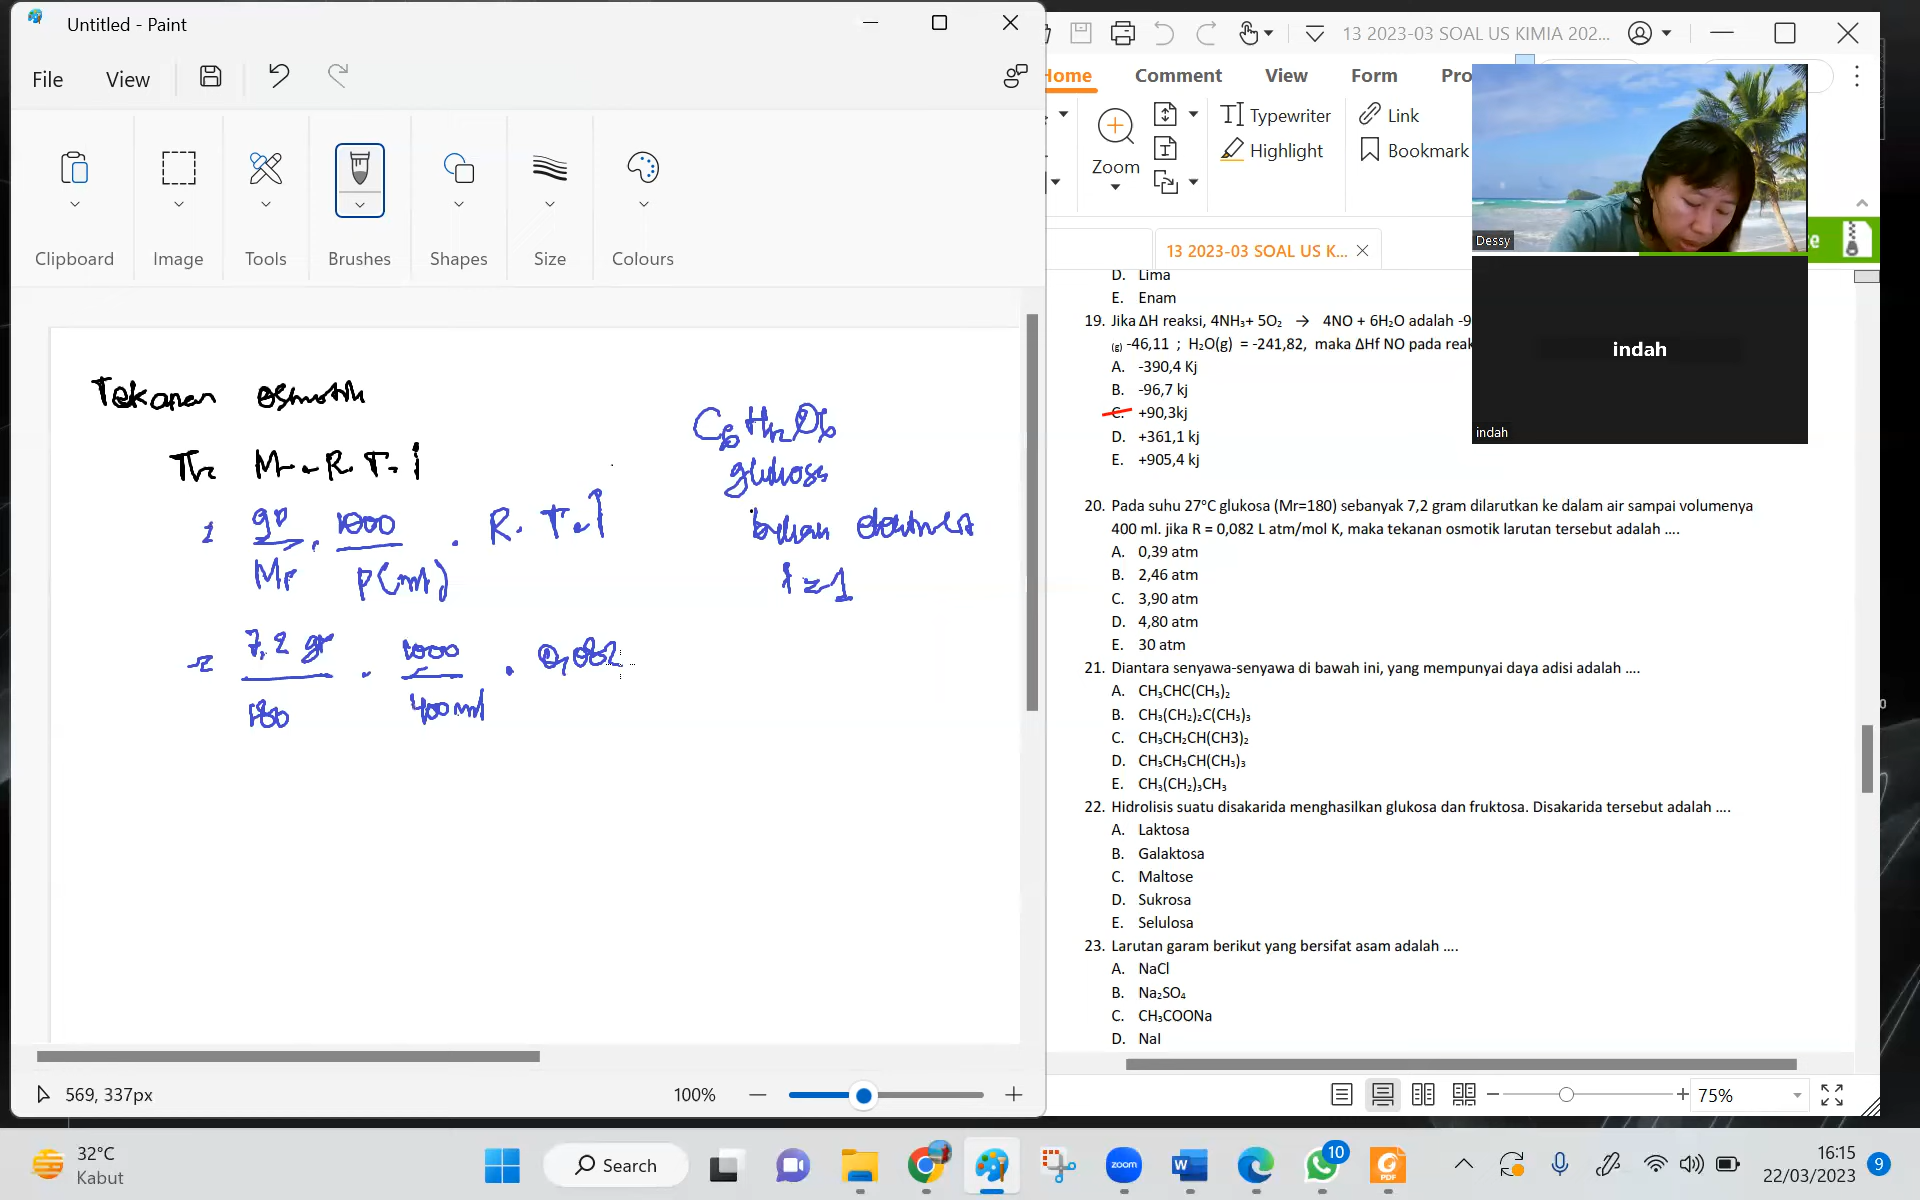 Untitled - Paint
File View
Clipboard Image Tools Brushes Shapes Size Colours
Tekanan osmotik
π = M . R . T . i
= gr . 1000 . R . T . i
Mr P(ml)
= 7,2 gr . 1000 . 0,082
180 400 ml
C6H12O6
glukosa
bukan elektrolit
i = 1
569, 337px
100%
13 2023-03 SOAL US KIMIA 202...
Home Comment View Form Pro
Zoom
Typewriter
Highlight
Link
Bookmark
13 2023-03 SOAL US K...
Dessy
indah
indah
D. Lima
E. Enam
19. Jika ΔH reaksi, 4NH₃+ 5O₂ → 4NO + 6H₂O adalah -9
(g) -46,11 ; H₂O(g) = -241,82, maka ΔHf NO pada reak
A. -390,4 Kj
B. -96,7 kj
C. +90,3kj
D. +361,1 kj
E. +905,4 kj
20. Pada suhu 27°C glukosa (Mr=180) sebanyak 7,2 gram dilarutkan ke dalam air sampai volumenya
400 ml. jika R = 0,082 L atm/mol K, maka tekanan osmotik larutan tersebut adalah ....
A. 0,39 atm
B. 2,46 atm
C. 3,90 atm
D. 4,80 atm
E. 30 atm
21. Diantara senyawa-senyawa di bawah ini, yang mempunyai daya adisi adalah ....
A. CH₃CHC(CH₃)₂
B. CH₃(CH₂)₂C(CH₃)₃
C. CH₃CH₂CH(CH3)₂
D. CH₃CH₃CH(CH₃)₃
E. CH₃(CH₂)₃CH₃
22. Hidrolisis suatu disakarida menghasilkan glukosa dan fruktosa. Disakarida tersebut adalah ....
A. Laktosa
B. Galaktosa
C. Maltose
D. Sukrosa
E. Selulosa
23. Larutan garam berikut yang bersifat asam adalah ....
A. NaCl
B. Na₂SO₄
C. CH₃COONa
D. NaI
75%
32°C
Kabut
Search
zoom
10
PDF
16:15
22/03/2023
9